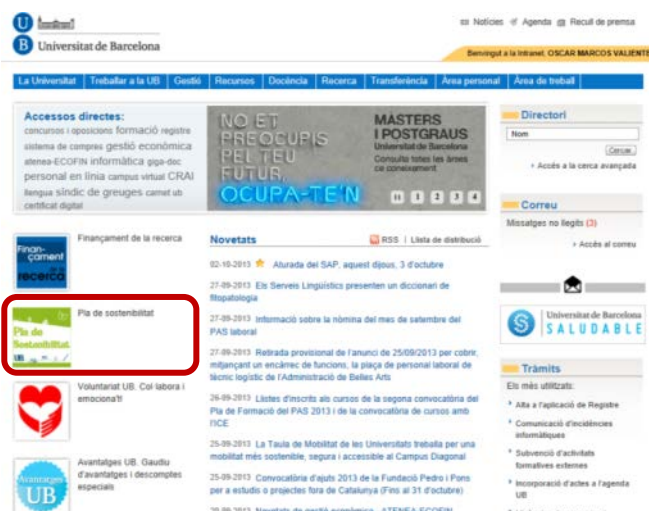 U
B Universitat de Barcelona
Notícies Agenda Recull de premsa
Benvingut a la Intranet, OSCAR MARCOS VALIENTE
La Universitat Treballar a la UB Gestió Recursos Docència Recerca Transferència Àrea personal Àrea de treball
Accessos directes:
concursos i oposicions formació registre
sistema de compres gestió econòmica
atenea-ECOFIN informàtica giga-doc
personal en línia campus virtual CRAI
llengua síndic de greuges carnet ub
certificat digital
NO ET
PREOCUPIS
PEL TEU
FUTUR,
OCUPA-TE'N
MÀSTERS
I POSTGRAUS
Universitat de Barcelona
Consulta totes les àrees
de coneixement
1 2 3 4
Directori
Nom
Cercar
Accés a la cerca avançada
Correu
Missatges no llegits (3)
Accés al correu
Universitat de Barcelona
SALUDABLE
Tràmits
Els més utilitzats:
Alta a l'aplicació de Registre
Comunicació d'incidències
informàtiques
Subvenció d'activitats
formatives externes
Incorporació d'actes a l'agenda
UB
Finan-
çament
recerca
Finançament de la recerca
Pla de
Sostenibilitat
UB
Pla de sostenibilitat
Voluntariat UB. Col·labora i
emociona't!
Avantatges
UB
Avantatges UB. Gaudiu
d'avantatges i descomptes
especials
Novetats
RSS | Llista de distribució
02-10-2013 Aturada del SAP, aquest dijous, 3 d'octubre
27-09-2013 Els Serveis Lingüístics presenten un diccionari de
fitopatologia
27-09-2013 Informació sobre la nòmina del mes de setembre del
PAS laboral
27-09-2013 Retirada provisional de l'anunci de 25/09/2013 per cobrir,
mitjançant un encàrrec de funcions, la plaça de personal laboral de
tècnic logístic de l'Administració de Belles Arts
26-09-2013 Llistes d'inscrits als cursos de la segona convocatòria del
Pla de Formació del PAS 2013 i de la convocatòria de cursos amb
l'ICE
25-09-2013 La Taula de Mobilitat de les Universitats treballa per una
mobilitat més sostenible, segura i accessible al Campus Diagonal
25-09-2013 Convocatòria d'ajuts 2013 de la Fundació Pedro i Pons
per a estudis o projectes fora de Catalunya (Fins al 31 d'octubre)
20-09-2013 Novetats de gestió econòmica - ATENEA-ECOFIN